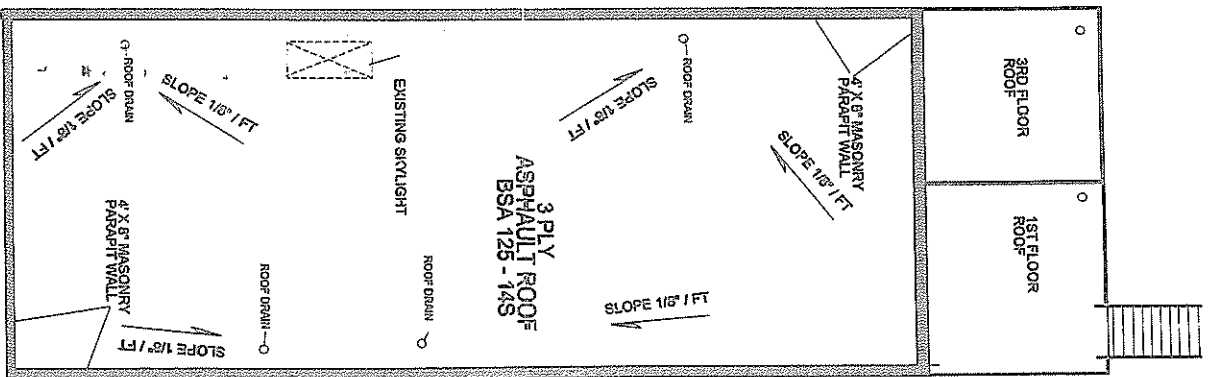 3RD FLOOR
ROOF
1ST FLOOR
ROOF
4' X 8" MASONRY
PARAPIT WALL
SLOPE 1/8" / FT
ROOF DRAIN
SLOPE 1/8" / FT
3 PLY
ASPHAULT ROOF
BSA 125 - 14S
SLOPE 1/8" / FT
EXISTING SKYLIGHT
ROOF DRAIN
ROOF DRAIN
SLOPE 1/8" / FT
ROOF DRAIN
SLOPE 1/8" / FT
4' X 8" MASONRY
PARAPIT WALL
SLOPE 1/8" / FT